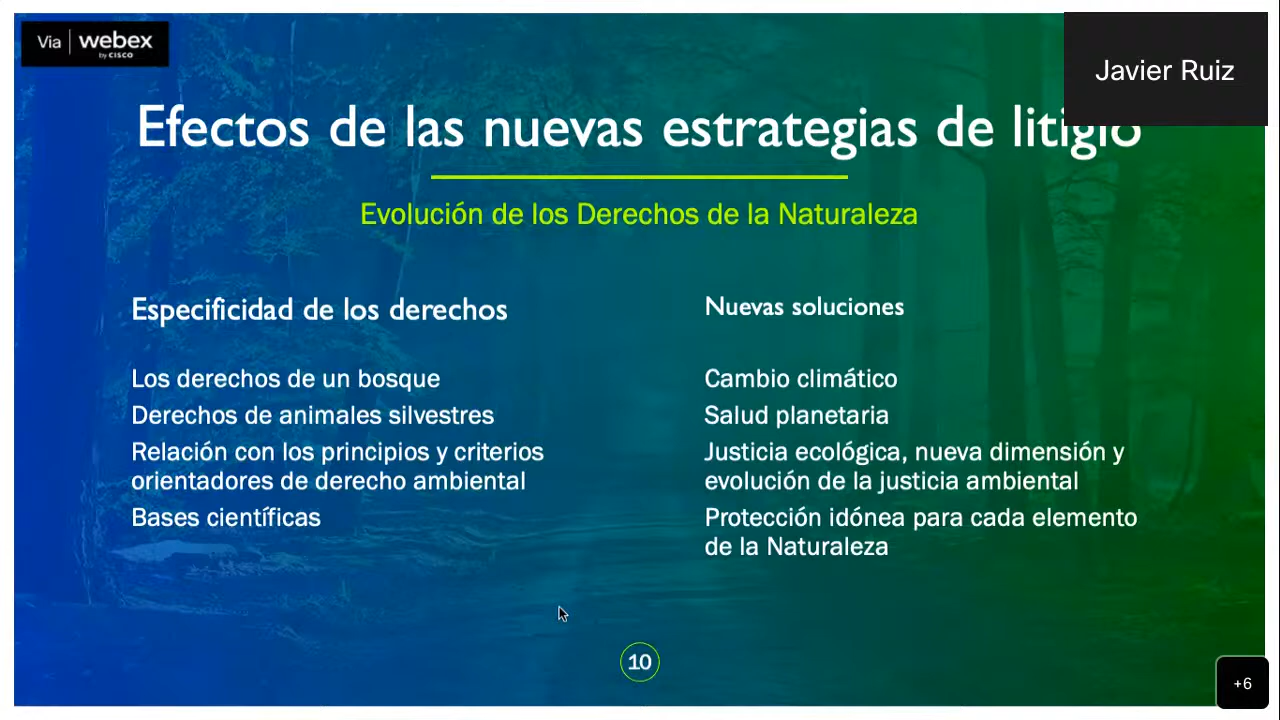 Via | webex
by CISCO
Javier Ruiz
Efectos de las nuevas estrategias de litigio
Evolución de los Derechos de la Naturaleza
Especificidad de los derechos
Los derechos de un bosque
Derechos de animales silvestres
Relación con los principios y criterios
orientadores de derecho ambiental
Bases científicas
Nuevas soluciones
Cambio climático
Salud planetaria
Justicia ecológica, nueva dimensión y
evolución de la justicia ambiental
Protección idónea para cada elemento
de la Naturaleza
10
+6